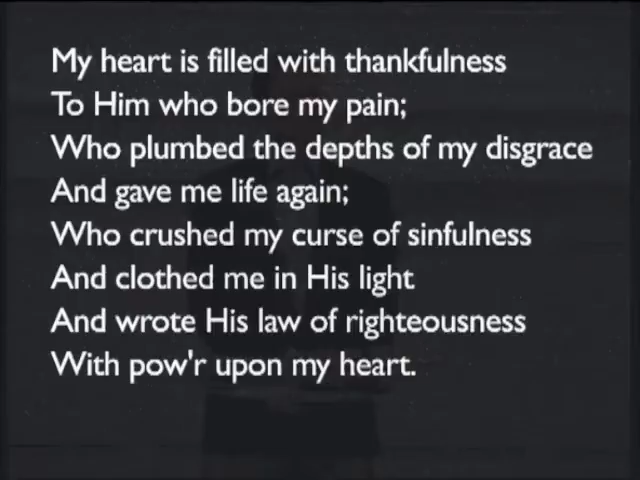 My heart is filled with thankfulness
To Him who bore my pain;
Who plumbed the depths of my disgrace
And gave me life again;
Who crushed my curse of sinfulness
And clothed me in His light
And wrote His law of righteousness
With pow'r upon my heart.